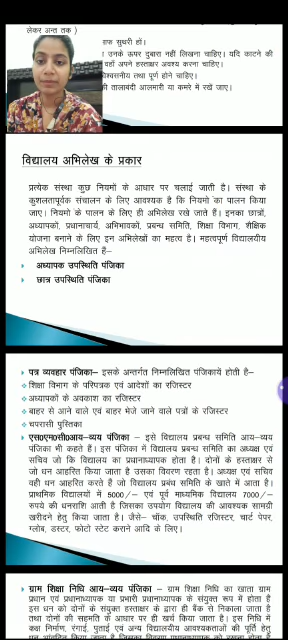 लेकर अन्त तक )
ग्रफ सुथरी हों।
उनके ऊपर दुबारा नहीं लिखना चाहिए। यदि काटने की
वहाँ अपने हस्ताक्षर अवश्य करना चाहिए।
श्वसनीय तथा पूर्ण होने चाहिए।
तालाबंदी आलमारी या कमरे में रखें जाए।
विद्यालय अभिलेख के प्रकार
प्रत्येक संस्था कुछ नियमों के आधार पर चलाई जाती है। संस्था के
कुशलतापूर्वक संचालन के लिए आवश्यक है कि नियमो का पालन किया
जाए। नियमो के पालन के लिए ही अभिलेख रखे जाते हैं। इनका छात्रों,
अध्यापकों, प्रधानाचार्य, अभिभावकों, प्रबन्ध समिति, शिक्षा विभाग, शैक्षिक
योजना बनाने के लिए इन अभिलेखों का महत्व है। महत्वपूर्ण विद्यालयीय
अभिलेख निम्नलिखित हैं–
अध्यापक उपस्थिति पंजिका
छात्र उपस्थिति पंजिका
पत्र व्यवहार पंजिका– इसके अन्तर्गत निम्नलिखित पंजिकायें होती है–
शिक्षा विभाग के परिपत्रक एवं आदेशों का रजिस्टर
अध्यापकों के अवकाश का रजिस्टर
बाहर से आने वाले एवं बाहर भेजे जाने वाले पत्रों के रजिस्टर
चपरासी पुस्तिका
एस०एम०सी०आय–व्यय पंजिका – इसे विद्यालय प्रबन्ध समिति आय–व्यय
पंजिका भी कहते हैं। इस पंजिका में विद्यालय प्रबन्ध समिति का अध्यक्ष एवं
सचिव जो कि विद्यालय का प्रधानाध्यापक होता है। दोनों के हस्ताक्षर से
जो धन आहरित किया जाता है उसका विवरण रहता है। अध्यक्ष एवं सचिव
वही धन आहरित करते हैं जो विद्यालय प्रबंध समिति के खाते में आता है।
प्राथमिक विद्यालयों में 5000/– एवं पूर्व माध्यमिक विद्यालय 7000/–
रुपये की धनराशि आती है जिसका उपयोग विद्यालय की आवश्यक सामग्री
खरीदने हेतु किया जाता है। जैसे– चॉक, उपस्थिति रजिस्टर, चार्ट पेपर,
ग्लोब, डस्टर, फोटो स्टेट कराने आदि के लिए।
ग्राम शिक्षा निधि आय–व्यय पंजिका – ग्राम शिक्षा निधि का खाता ग्राम
प्रधान एवं प्रधानाध्यापक या प्रभारी प्रधानाध्यापक के संयुक्त रूप में होता हैं
इस धन को दोनों के संयुक्त हस्ताक्षर के द्वारा ही बैंक से निकाला जाता है
तथा दोनों की सहमति के आधार पर ही खर्च किया जाता है। इस निधि में
कक्ष निर्माण, रंगाई, पुताई एवं अन्य विद्यालयीय आवश्यकताओं की पूर्ति हेतु